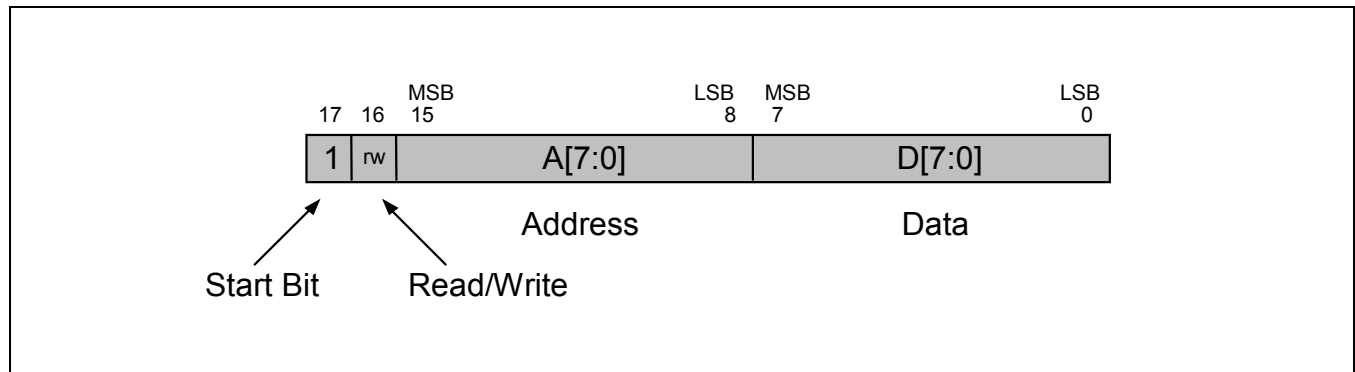 MSB LSB MSB LSB
17 16 15 8 7 0
1 rw A[7:0] D[7:0]
Address Data
Start Bit Read/Write